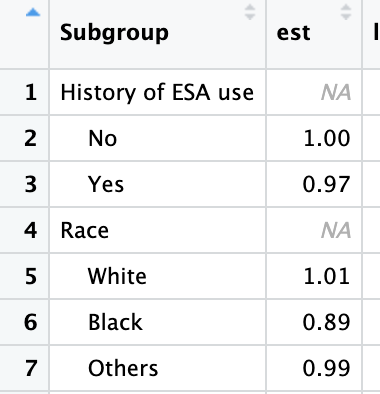 Subgroup est
1 History of ESA use NA
2 No 1.00
3 Yes 0.97
4 Race NA
5 White 1.01
6 Black 0.89
7 Others 0.99